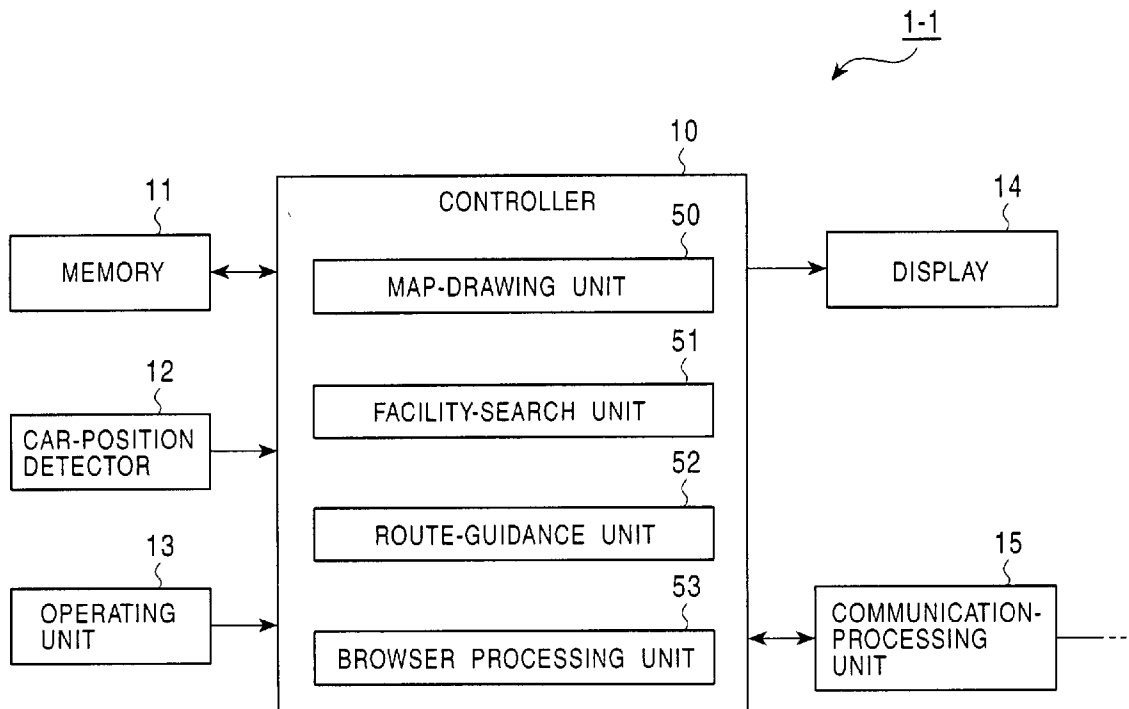 1-1
10
CONTROLLER
11
MEMORY
50
MAP-DRAWING UNIT
14
DISPLAY
12
CAR-POSITION
DETECTOR
51
FACILITY-SEARCH UNIT
52
ROUTE-GUIDANCE UNIT
13
OPERATING
UNIT
53
BROWSER PROCESSING UNIT
15
COMMUNICATION-
PROCESSING
UNIT